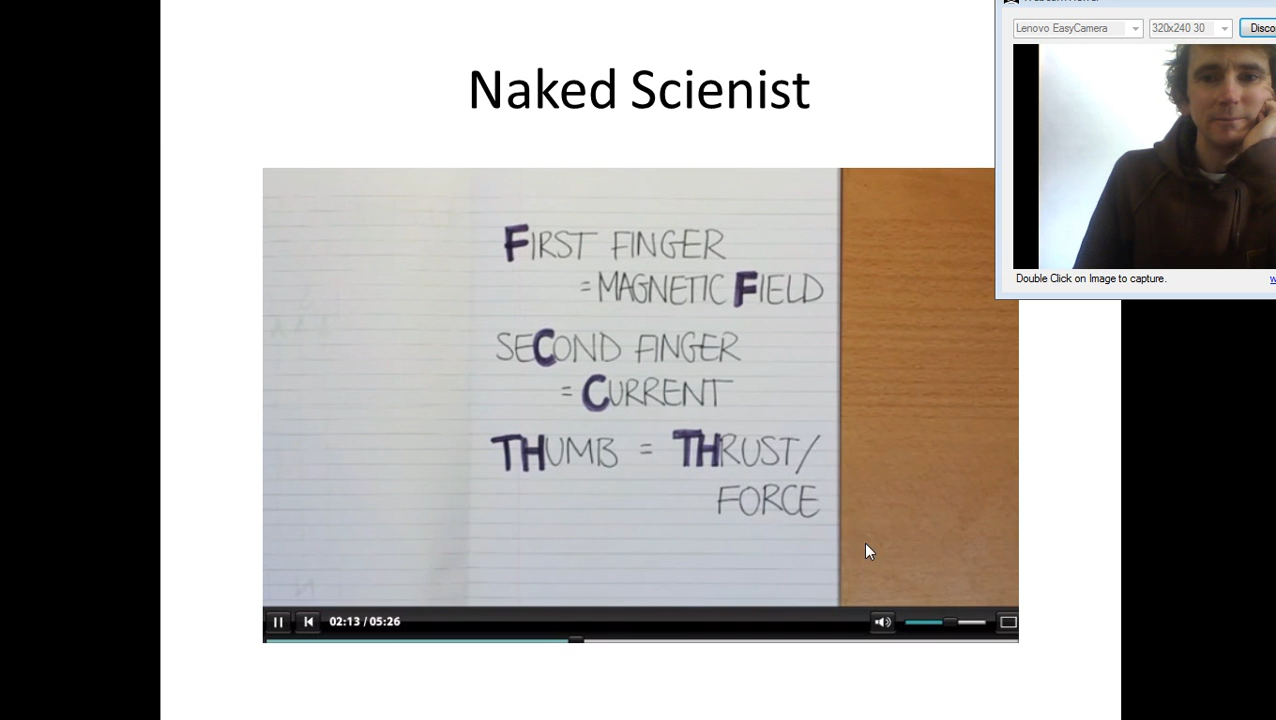 Lenovo EasyCamera
320x240 30
Disco
Naked Scienist
Double Click on Image to capture.
w
FIRST FINGER
= MAGNETIC FIELD
SECOND FINGER
= CURRENT
THUMB = THRUST/
FORCE
02:13 / 05:26